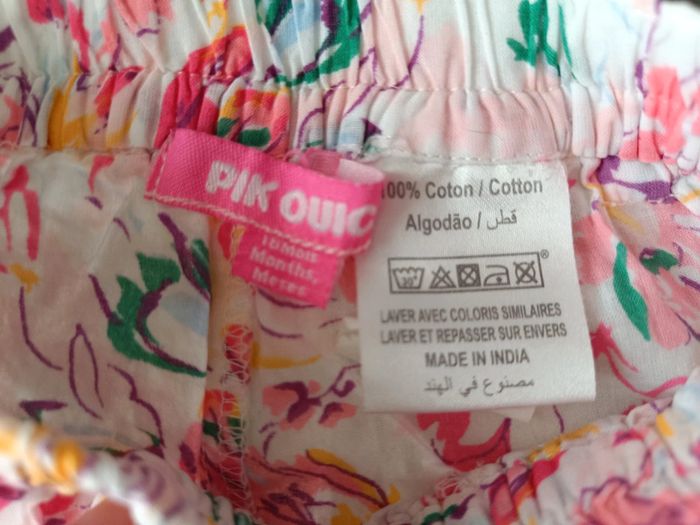 PIK OUIC
Mois
Months,
Meses
100% Coton / Cotton
Algodão / قطن
LAVER AVEC COLORIS SIMILAIRES
LAVER ET REPASSER SUR ENVERS
MADE IN INDIA
مصنوع في الهند